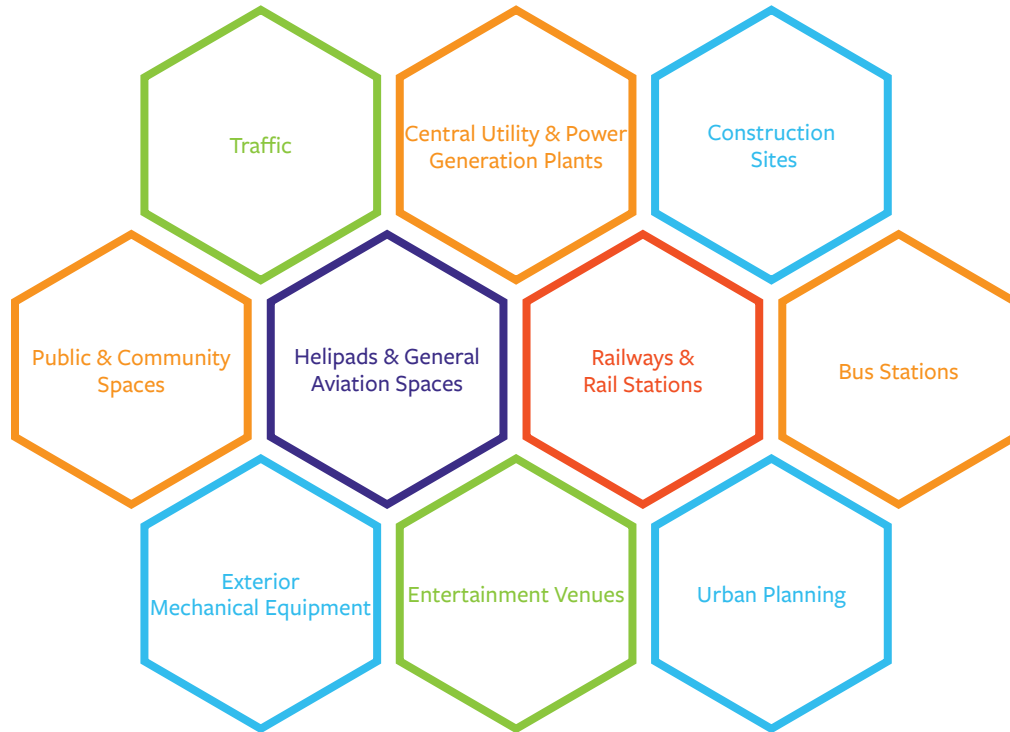 Traffic
Central Utility & Power
Generation Plants
Construction
Sites
Public & Community
Spaces
Helipads & General
Aviation Spaces
Railways &
Rail Stations
Bus Stations
Exterior
Mechanical Equipment
Entertainment Venues
Urban Planning